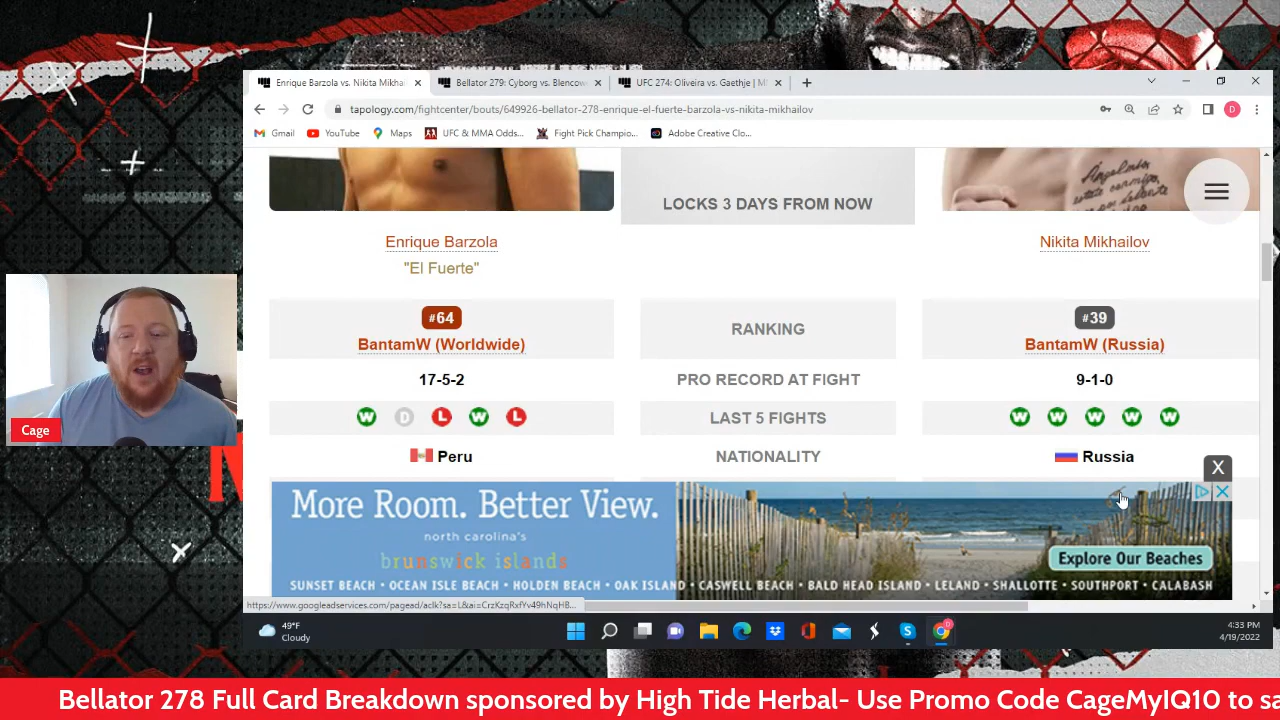 Enrique Barzola vs. Nikita Mikhai
Bellator 279: Cyborg vs. Blencow
UFC 274: Oliveira vs. Gaethje | M
tapology.com/fightcenter/bouts/649926-bellator-278-enrique-el-fuerte-barzola-vs-nikita-mikhailov
D
Gmail
YouTube
Maps
UFC & MMA Odds...
Fight Pick Champio...
Adobe Creative Clo...
LOCKS 3 DAYS FROM NOW
Enrique Barzola
Nikita Mikhailov
"El Fuerte"
#64
RANKING
#39
BantamW (Worldwide)
BantamW (Russia)
17-5-2
PRO RECORD AT FIGHT
9-1-0
W D L W L
LAST 5 FIGHTS
W W W W W
Peru
NATIONALITY
Russia
X
More Room. Better View.
north carolina's
brunswick islands
Explore Our Beaches
SUNSET BEACH • OCEAN ISLE BEACH • HOLDEN BEACH • OAK ISLAND • CASWELL BEACH • BALD HEAD ISLAND • LELAND • SHALLOTTE • SOUTHPORT • CALABASH
Cage
49°F
Cloudy
4:33 PM
4/19/2022
Bellator 278 Full Card Breakdown sponsored by High Tide Herbal- Use Promo Code CageMyIQ10 to sa